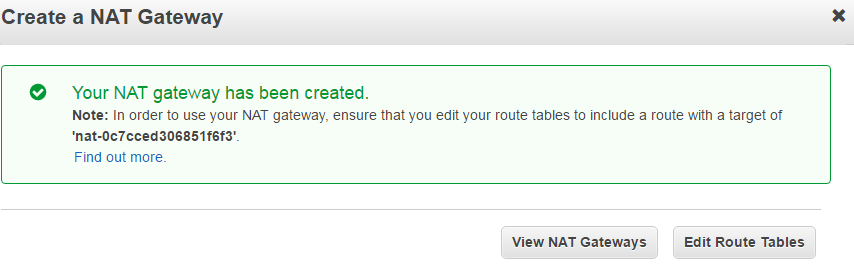 Create a NAT Gateway
Your NAT gateway has been created.
Note: In order to use your NAT gateway, ensure that you edit your route tables to include a route with a target of
'nat-0c7cced306851f6f3'.
Find out more.
View NAT Gateways
Edit Route Tables